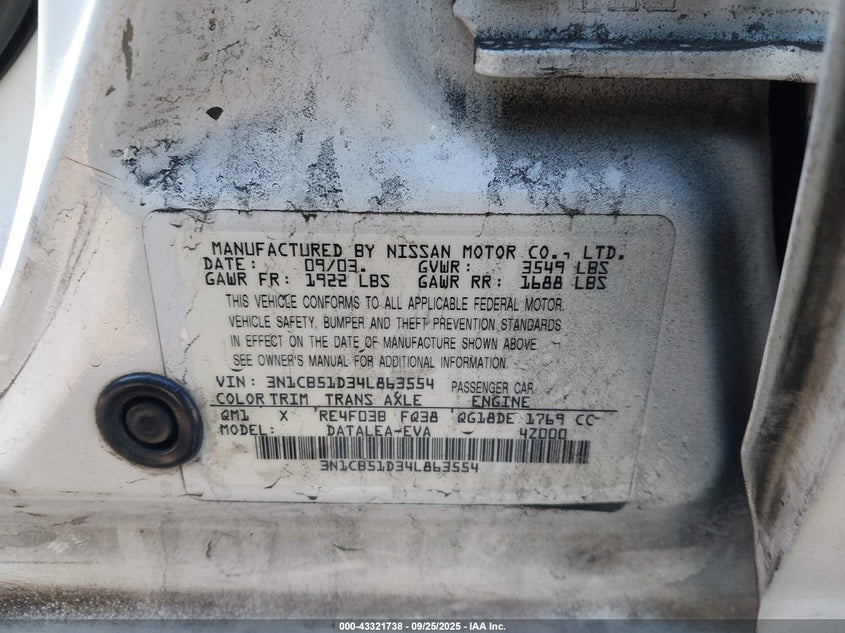 MANUFACTURED BY NISSAN MOTOR CO., LTD.
DATE: 09/03. GVWR: 3549 LBS
GAWR FR: 1922 LBS GAWR RR: 1688 LBS
THIS VEHICLE CONFORMS TO ALL APPLICABLE FEDERAL MOTOR
VEHICLE SAFETY, BUMPER AND THEFT PREVENTION STANDARDS
IN EFFECT ON THE DATE OF MANUFACTURE SHOWN ABOVE.
SEE OWNER'S MANUAL FOR ADDITIONAL INFORMATION.
VIN: 3N1CB51D34L863554 PASSENGER CAR
COLOR TRIM TRANS AXLE ENGINE
QM1 X RE4F03B FQ38 QG18DE 1769 CC
MODEL: DATALEA-EVA 4Z000
3N1CB51D34L863554
000-43321738 - 09/25/2025 - IAA Inc.